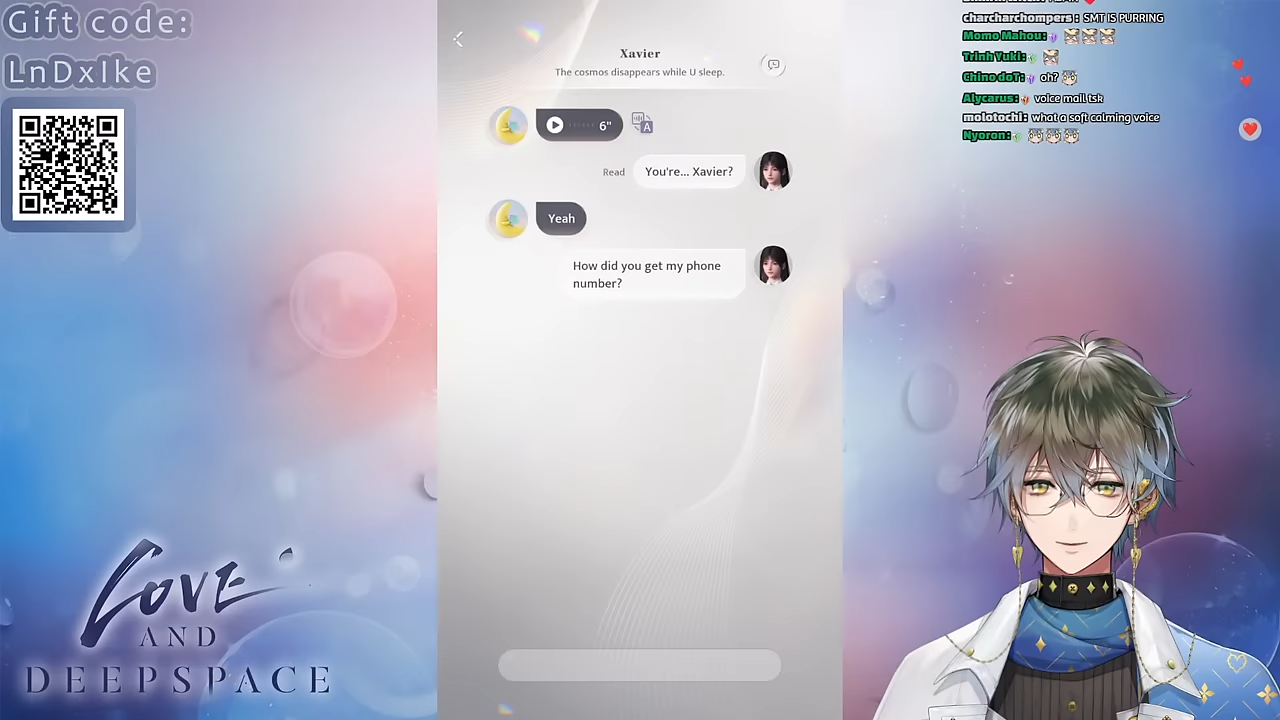 Gift code:
LnDxIke
LOVE
AND
DEEPSPACE
Xavier
The cosmos disappears while U sleep.
6"
A
Read
You're... Xavier?
Yeah
How did you get my phone
number?
charcharchompers: SMT IS PURRING
Momo Mahou:
Trinh Yuki:
Chino doT: oh?
Alycarus: voice mail tsk
molotochi: what a soft calming voice
Nyoron: